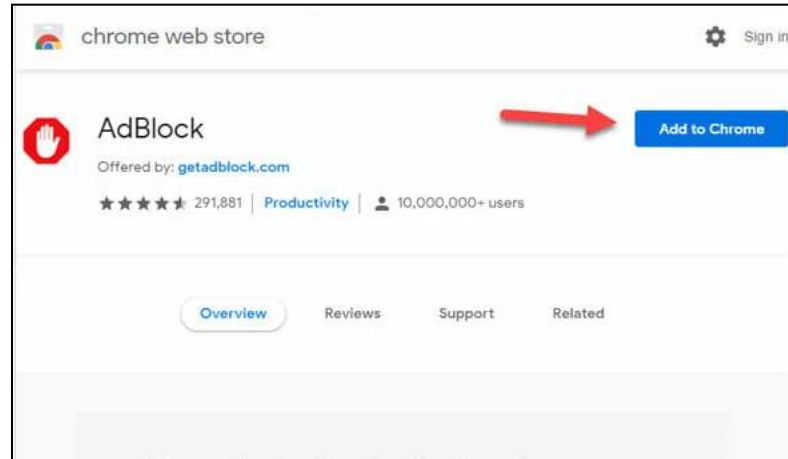 chrome web store Sign in
AdBlock
Add to Chrome
Offered by: getadblock.com
291,881 Productivity 10,000,000+ users
Overview Reviews Support Related